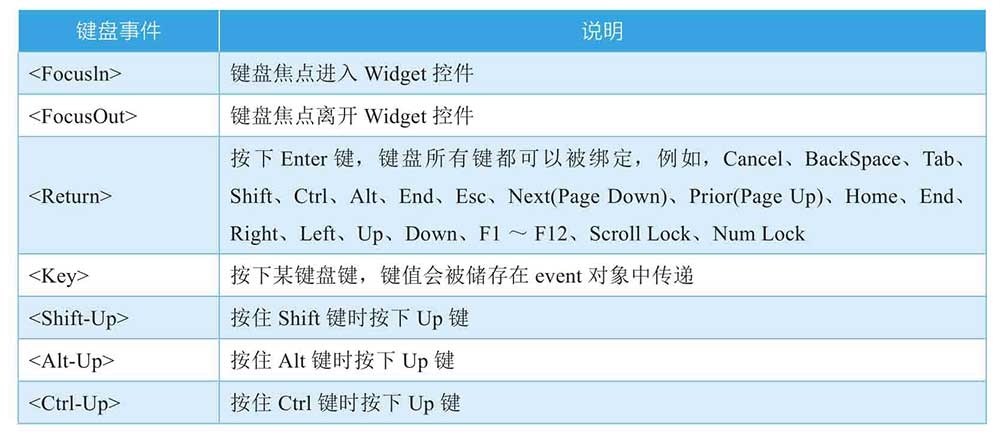 键盘事件 说明
<Focusln> 键盘焦点进入 Widget 控件
<FocusOut> 键盘焦点离开 Widget 控件
<Return> 按下 Enter 键，键盘所有键都可以被绑定，例如，Cancel、BackSpace、Tab、
Shift、Ctrl、Alt、End、Esc、Next(Page Down)、Prior(Page Up)、Home、End、
Right、Left、Up、Down、F1 ～ F12、Scroll Lock、Num Lock
<Key> 按下某键盘键，键值会被储存在 event 对象中传递
<Shift-Up> 按住 Shift 键时按下 Up 键
<Alt-Up> 按住 Alt 键时按下 Up 键
<Ctrl-Up> 按住 Ctrl 键时按下 Up 键